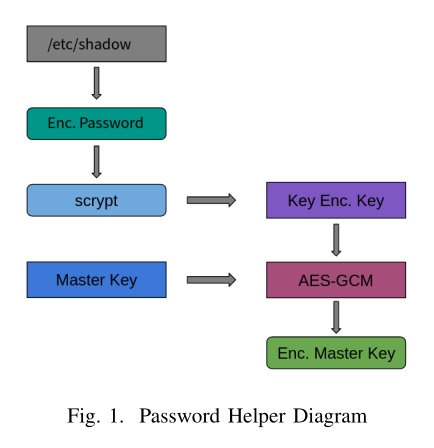 /etc/shadow
Enc. Password
scrypt
Key Enc. Key
Master Key
AES-GCM
Enc. Master Key
Fig. 1. Password Helper Diagram